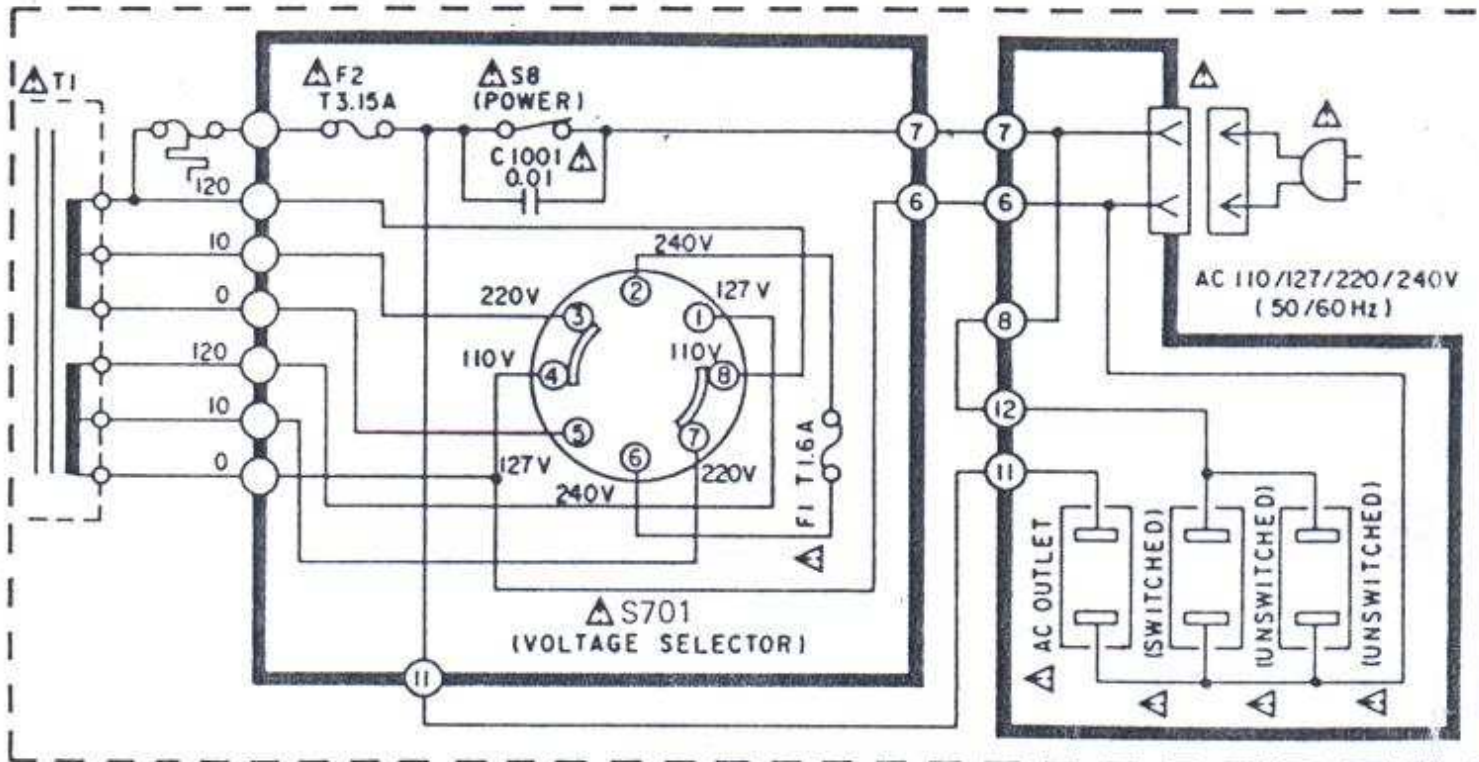 T1
F2
T3.15A
S8
(POWER)
C1001
0.01
120
10
0
120
10
0
7
6
11
240V
220V
127V
110V
110V
127V
240V
220V
1
2
3
4
5
6
7
8
F1 T1.6A
S701
(VOLTAGE SELECTOR)
7
6
8
12
11
AC 110/127/220/240V
(50/60Hz)
AC OUTLET
(SWITCHED)
(UNSWITCHED)
(UNSWITCHED)